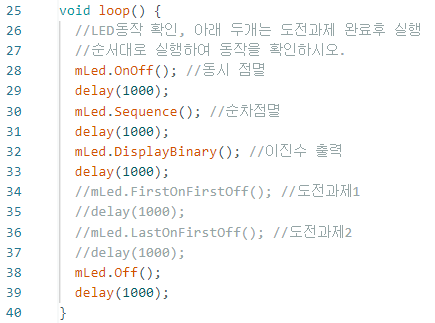 25 void loop() {
26 //LED동작 확인, 아래 두개는 도전과제 완료후 실행
27 //순서대로 실행하여 동작을 확인하시오.
28 mLed.OnOff(); //동시 점멸
29 delay(1000);
30 mLed.Sequence(); //순차점멸
31 delay(1000);
32 mLed.DisplayBinary(); //이진수 출력
33 delay(1000);
34 //mLed.FirstOnFirstOff(); //도전과제1
35 //delay(1000);
36 //mLed.LastOnFirstOff(); //도전과제2
37 //delay(1000);
38 mLed.Off();
39 delay(1000);
40 }